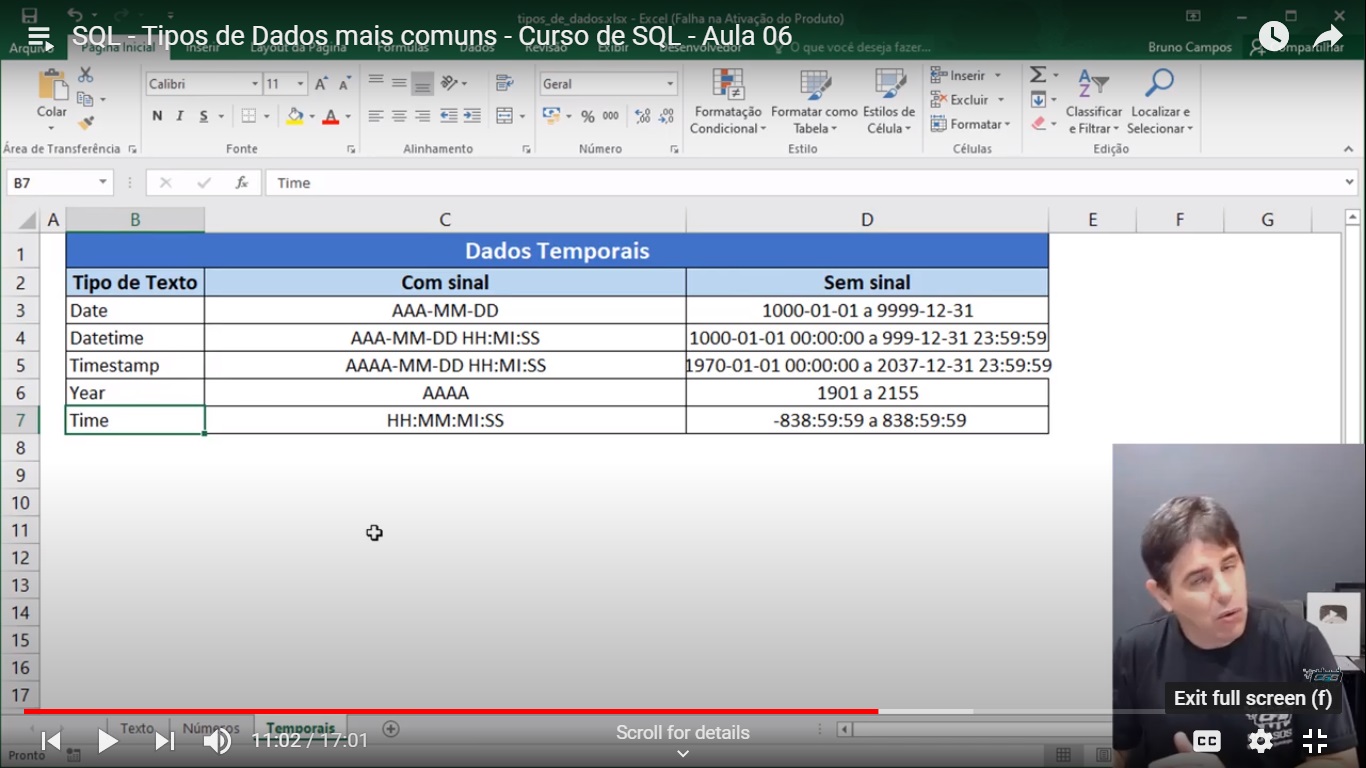 tipos_de_dados.xlsx - Excel (Falha na Ativação do Produto)
SQL - Tipos de Dados mais comuns - Curso de SQL - Aula 06
Arquivo Página Inicial Inserir Layout da Página Fórmulas Dados Revisão Exibir Desenvolvedor O que você deseja fazer... Bruno Campos Compartilhar
Colar
Calibri 11
N I S
Geral
% 000
Formatação Condicional
Formatar como Tabela
Estilos de Célula
Inserir
Excluir
Formatar
Classificar e Filtrar
Localizar e Selecionar
Área de Transferência Fonte Alinhamento Número Estilo Células Edição
B7 fx Time
A B C D E F G
1 Dados Temporais
2 Tipo de Texto Com sinal Sem sinal
3 Date AAA-MM-DD 1000-01-01 a 9999-12-31
4 Datetime AAA-MM-DD HH:MI:SS 1000-01-01 00:00:00 a 999-12-31 23:59:59
5 Timestamp AAAA-MM-DD HH:MI:SS 1970-01-01 00:00:00 a 2037-12-31 23:59:59
6 Year AAAA 1901 a 2155
7 Time HH:MM:MI:SS -838:59:59 a 838:59:59
8
9
10
11
12
13
14
15
16
17
Exit full screen (f)
Texto Números Temporais
Scroll for details
11:02 / 17:01
CC
Pronto